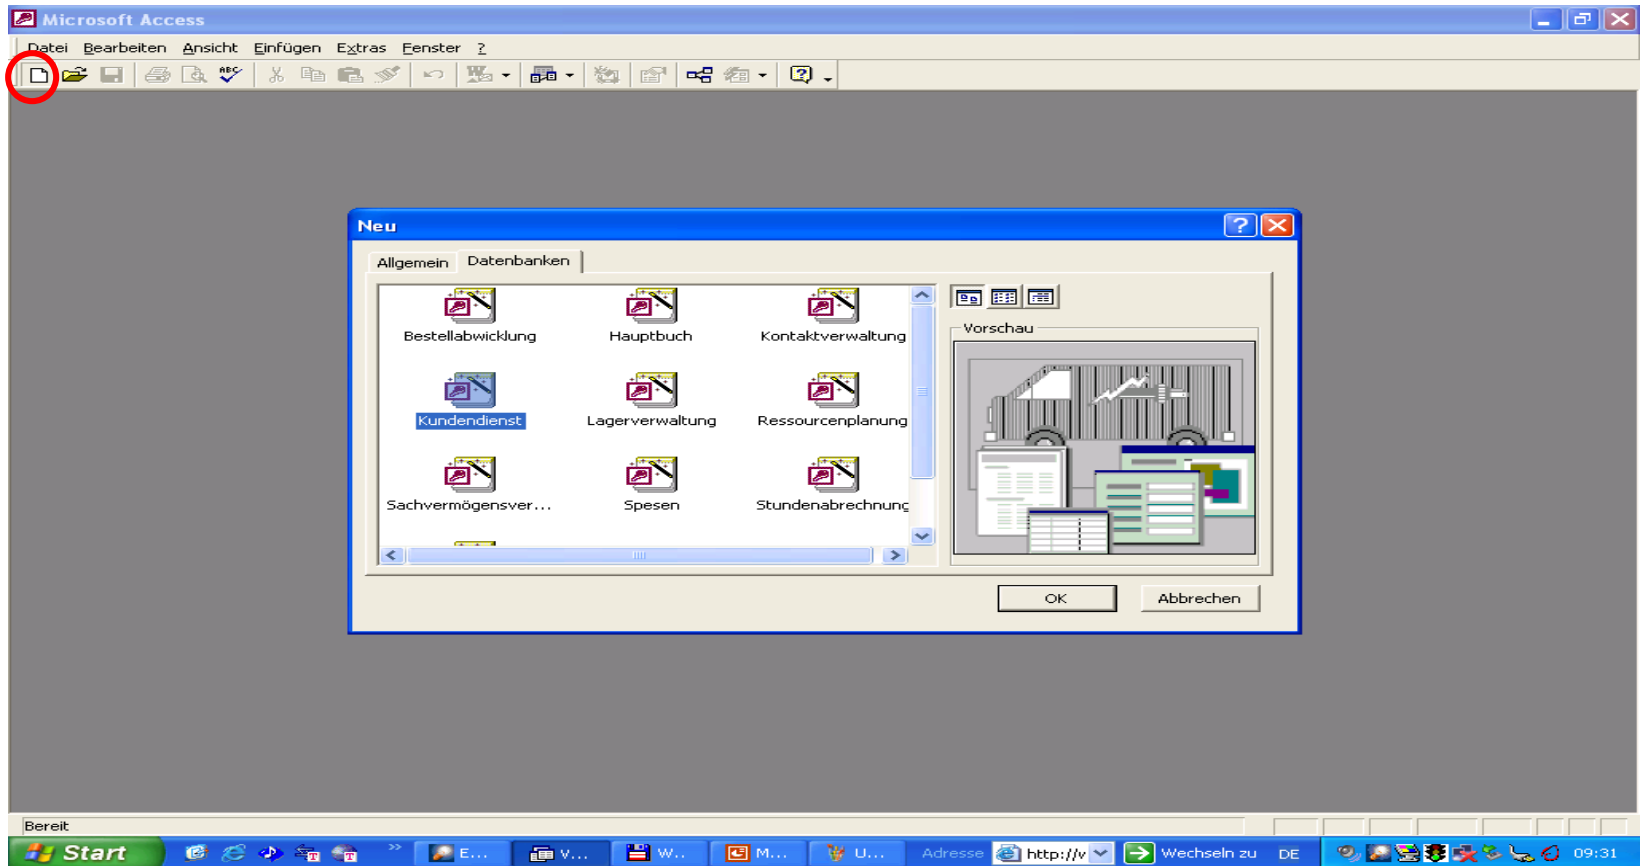 Microsoft Access
Datei Bearbeiten Ansicht Einfügen Extras Fenster ?
ABC
Neu
Allgemein Datenbanken
Bestellabwicklung Hauptbuch Kontaktverwaltung
Vorschau
Kundendienst Lagerverwaltung Ressourcenplanung
Sachvermögensver... Spesen Stundenabrechnung
OK Abbrechen
Bereit
Start E... V... W.. M... U... Adresse http://v Wechseln zu DE 09:31